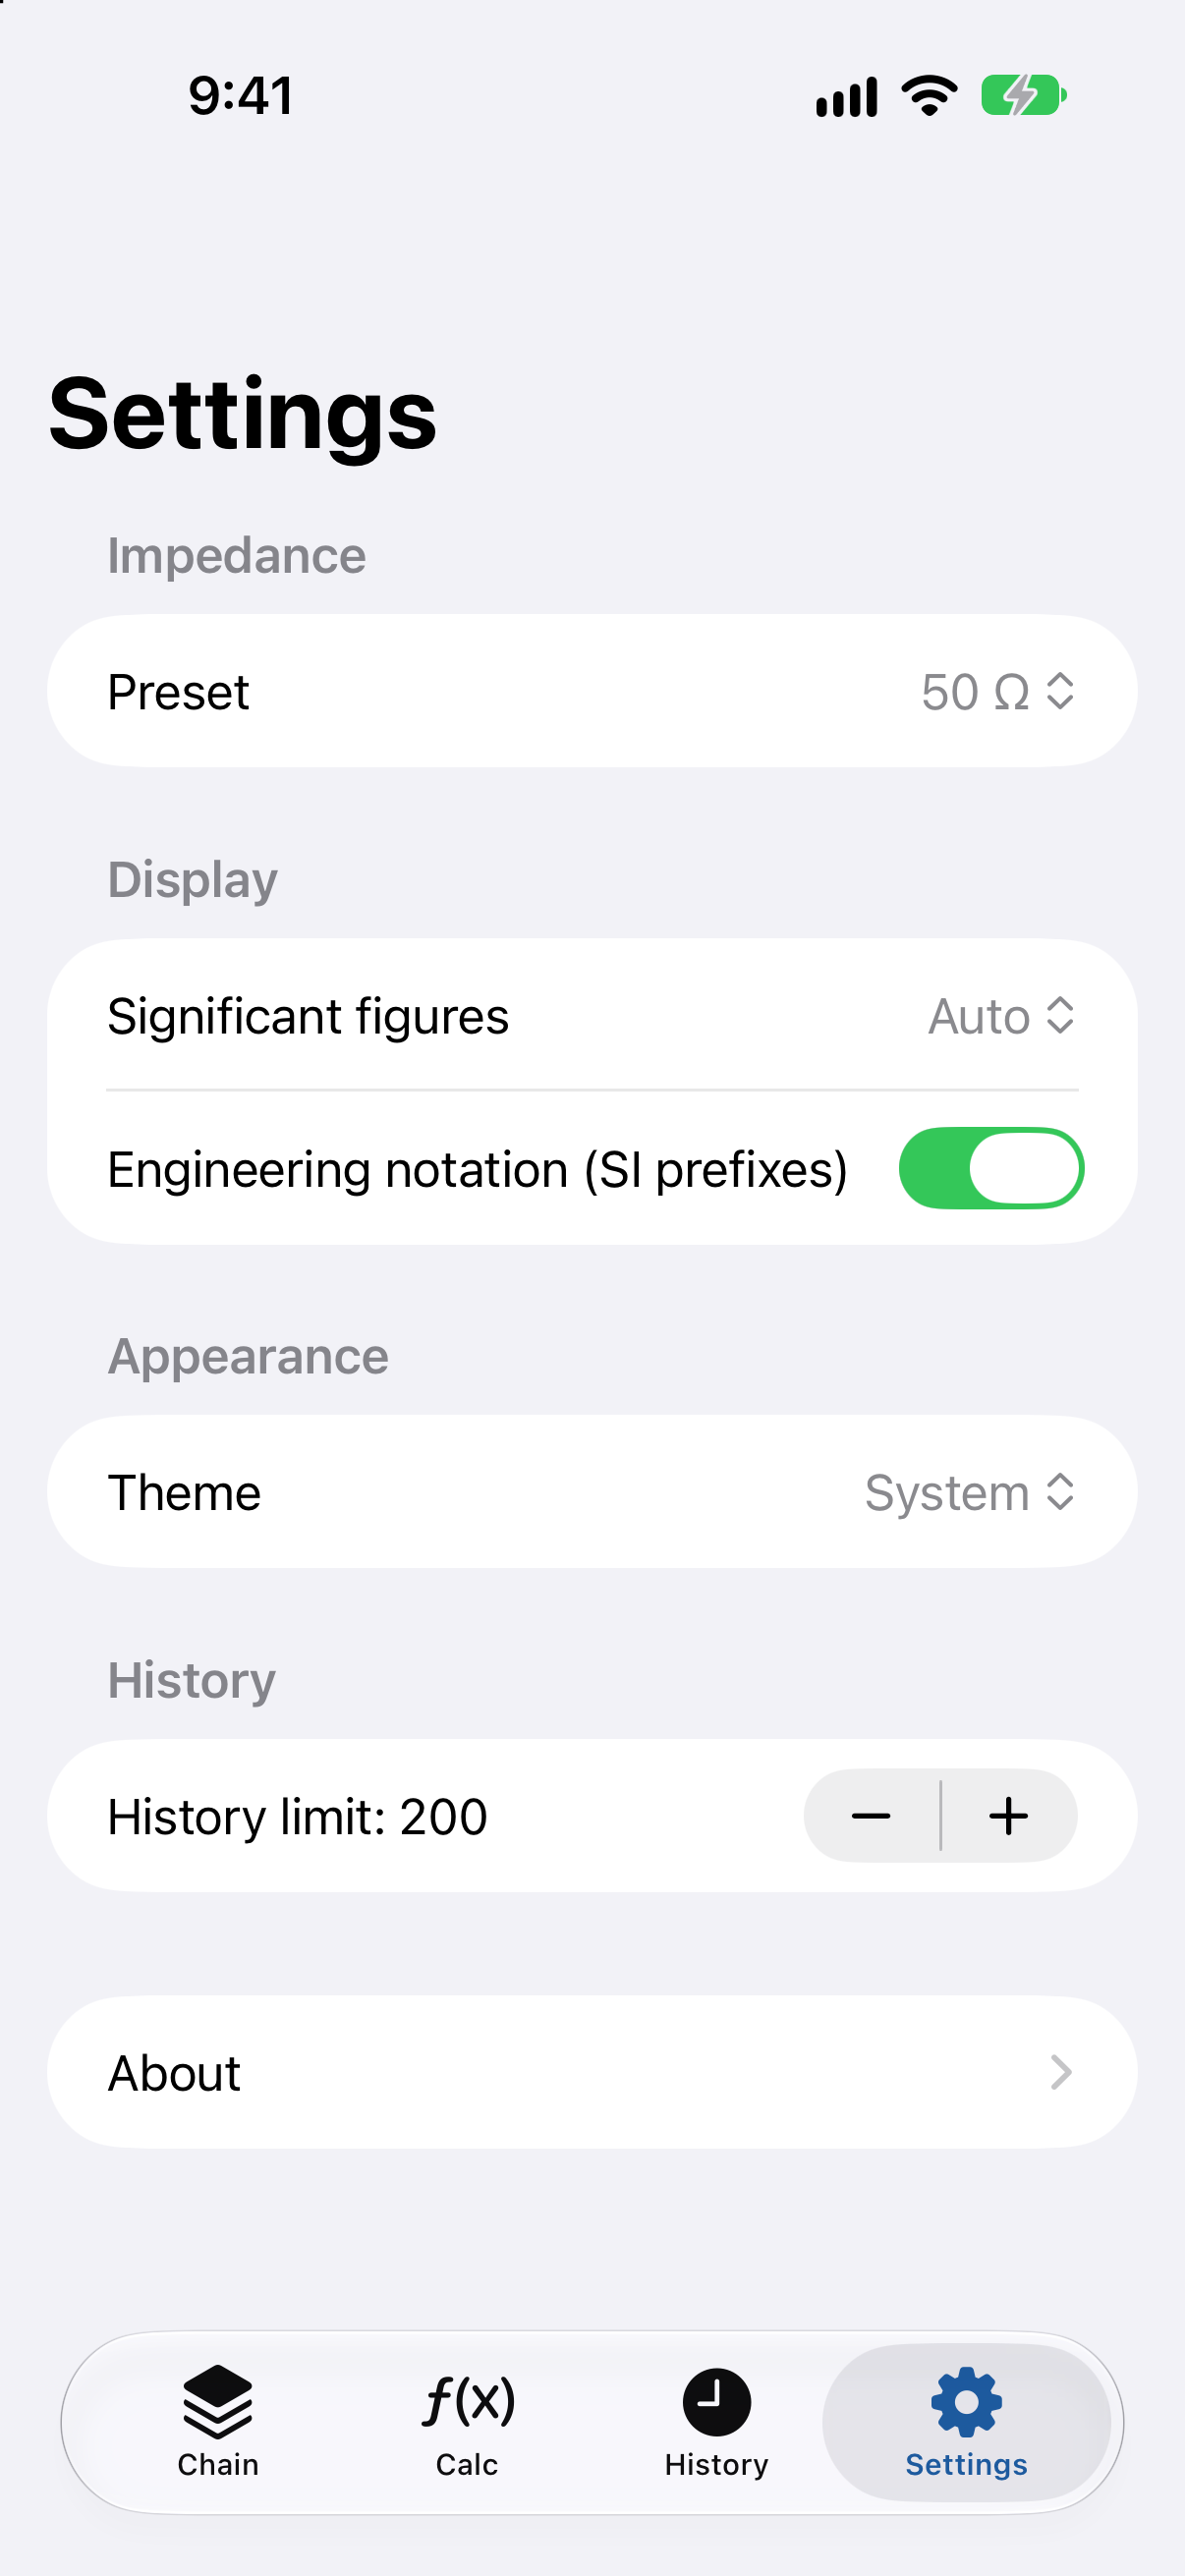 9:41
Settings
Impedance
Preset 50 Ω
Display
Significant figures Auto
Engineering notation (SI prefixes)
Appearance
Theme System
History
History limit: 200 − +
About
f(x)
Chain Calc History Settings